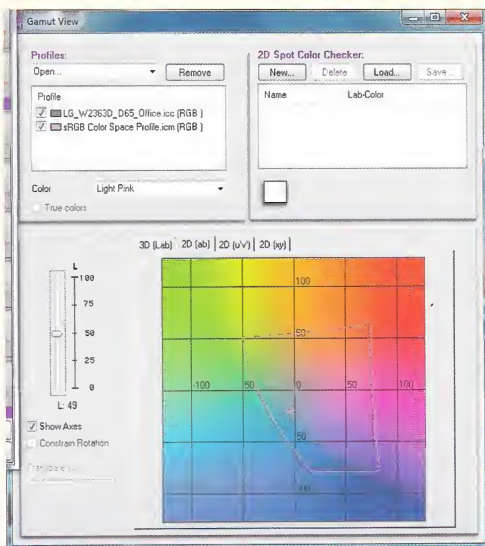 Gamut View
Profiles:
Open...
Remove
Profile
LG_W2363D_D65_Office.icc (RGB )
sRGB Color Space Profile.icm (RGB )
Color
Light Pink
True colors
2D Spot Color Checker:
New...
Delete
Load...
Save...
Name
Lab-Color
3D (Lab)
2D (ab)
2D (u'v')
2D (xy)
L
100
75
50
25
0
L: 49
Show Axes
Constrain Rotation
100
50
-100
50
0
50
100
50
100